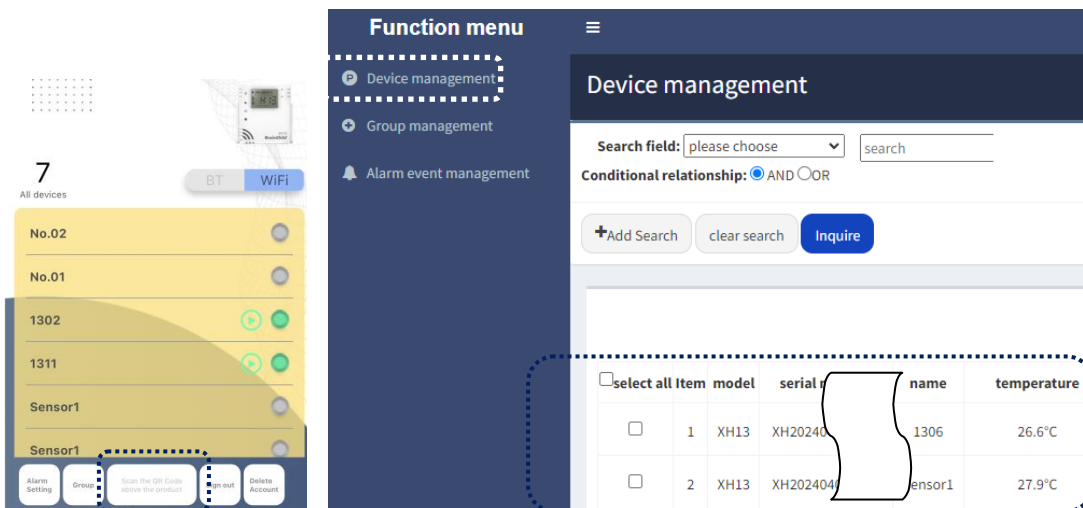 7
All devices
BT WiFi
No.02
No.01
1302
1311
Sensor1
Sensor1
Alarm Setting
Group
Scan the QR Code above the product
gn out
Delete Account
Function menu
Device management
Group management
Alarm event management
Device management
Search field: please choose search
Conditional relationship: AND OR
+Add Search clear search Inquire
select all Item model serial name temperature
1 XH13 XH20240 1306 26.6°C
2 XH13 XH2024040 ensor1 27.9°C